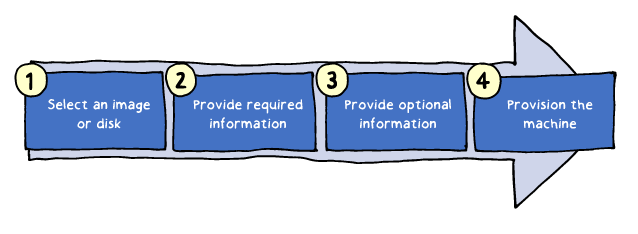 1
Select an image
or disk
2
Provide required
information
3
Provide optional
information
4
Provision the
machine